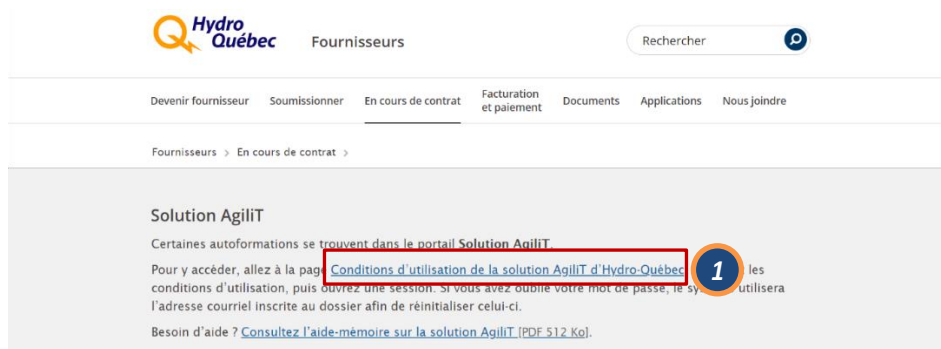 Hydro
Québec
Fournisseurs
Rechercher
Devenir fournisseur Soumissionner En cours de contrat Facturation et paiement Documents Applications Nous joindre
Fournisseurs > En cours de contrat >
Solution AgiliT
Certaines autoformations se trouvent dans le portail Solution AgiliT.
Pour y accéder, allez à la page Conditions d'utilisation de la solution AgiliT d'Hydro-Québec 1 les
conditions d'utilisation, puis ouvrez une session. Si vous avez oublié votre mot de passe, le utilisera
l'adresse courriel inscrite au dossier afin de réinitialiser celui-ci.
Besoin d'aide ? Consultez l'aide-mémoire sur la solution AgiliT [PDF 512 Ko].